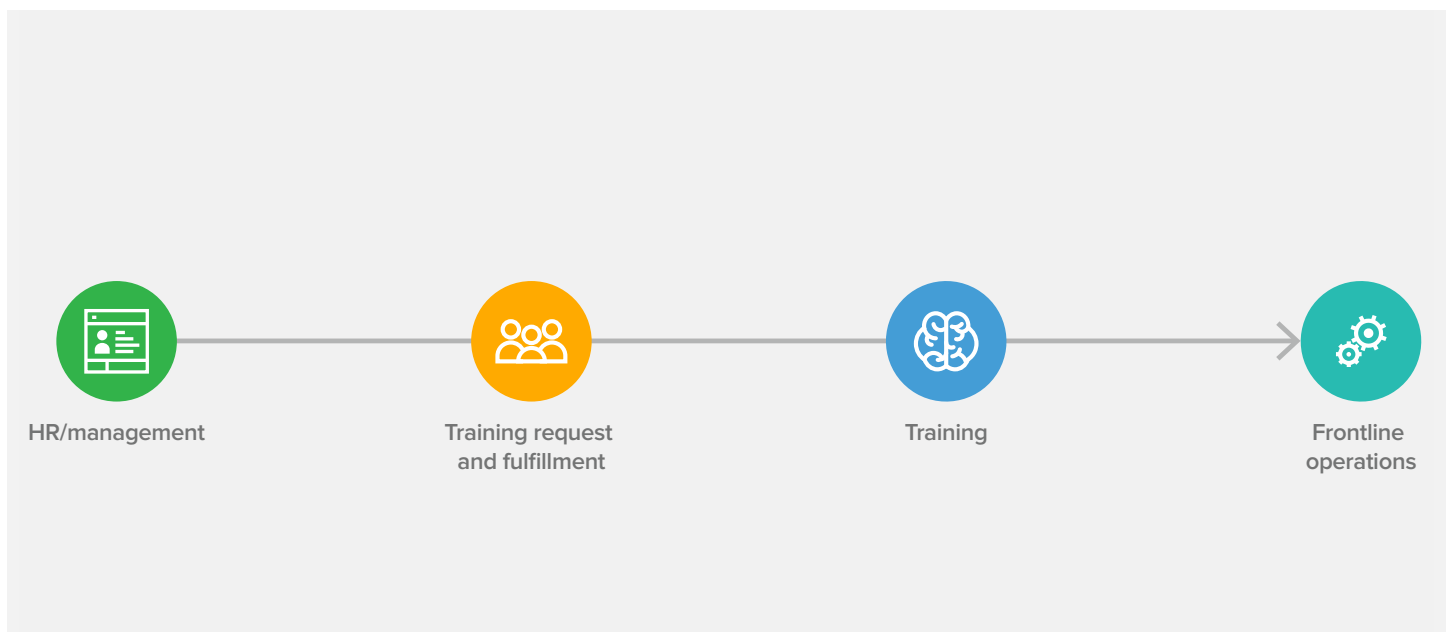 HR/management
Training request
and fulfillment
Training
Frontline
operations